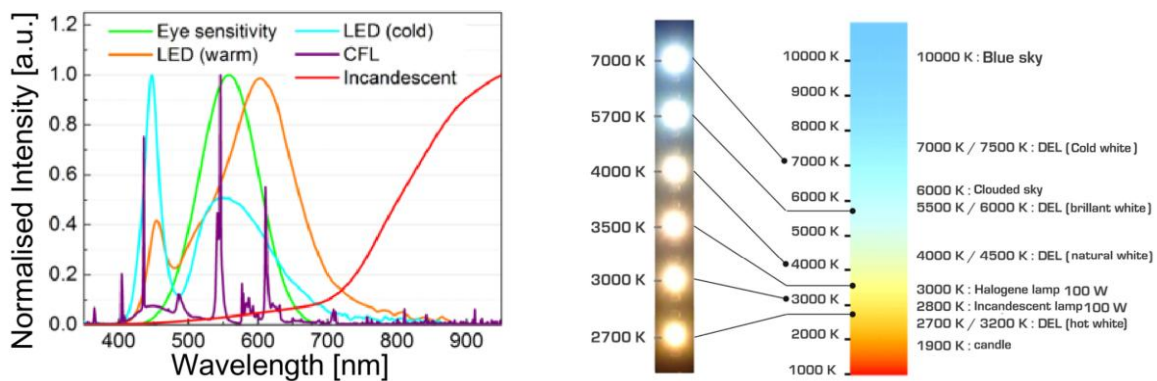 Normalised Intensity [a.u.]
1.2
1.0
0.8
0.6
0.4
0.2
0.0
Eye sensitivity
LED (warm)
LED (cold)
CFL
Incandescent
400 500 600 700 800 900
Wavelength [nm]
7000 K
5700 K
4000 K
3500 K
3000 K
2700 K
10000 K
9000 K
8000 K
7000 K
6000 K
5000 K
4000 K
3000 K
2000 K
1000 K
10000 K : Blue sky
7000 K / 7500 K : DEL (Cold white)
6000 K : Clouded sky
5500 K / 6000 K : DEL (brillant white)
4000 K / 4500 K : DEL (natural white)
3000 K : Halogene lamp 100 W
2800 K : Incandescent lamp 100 W
2700 K / 3200 K : DEL (hot white)
1900 K : candle